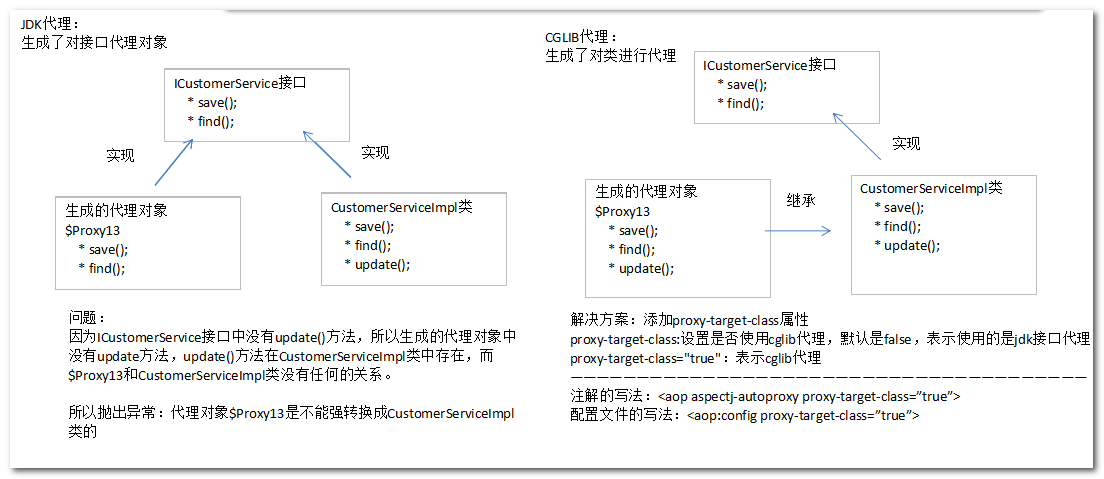 JDK代理：
生成了对接口代理对象
ICustomerService接口
* save();
* find();
实现
实现
生成的代理对象
$Proxy13
* save();
* find();
CustomerServiceImpl类
* save();
* find();
* update();
问题：
因为ICustomerService接口中没有update()方法，所以生成的代理对象中
没有update方法，update()方法在CustomerServiceImpl类中存在，而
$Proxy13和CustomerServiceImpl类没有任何的关系。
所以抛出异常：代理对象$Proxy13是不能强转换成CustomerServiceImpl
类的
CGLIB代理：
生成了对类进行代理
ICustomerService接口
* save();
* find();
实现
生成的代理对象
$Proxy13
* save();
* find();
* update();
继承
CustomerServiceImpl类
* save();
* find();
* update();
解决方案：添加proxy-target-class属性
proxy-target-class:设置是否使用cglib代理，默认是false，表示使用的是jdk接口代理
proxy-target-class="true"：表示cglib代理
注解的写法：<aop aspectj-autoproxy proxy-target-class=”true”>
配置文件的写法：<aop:config proxy-target-class=”true”>